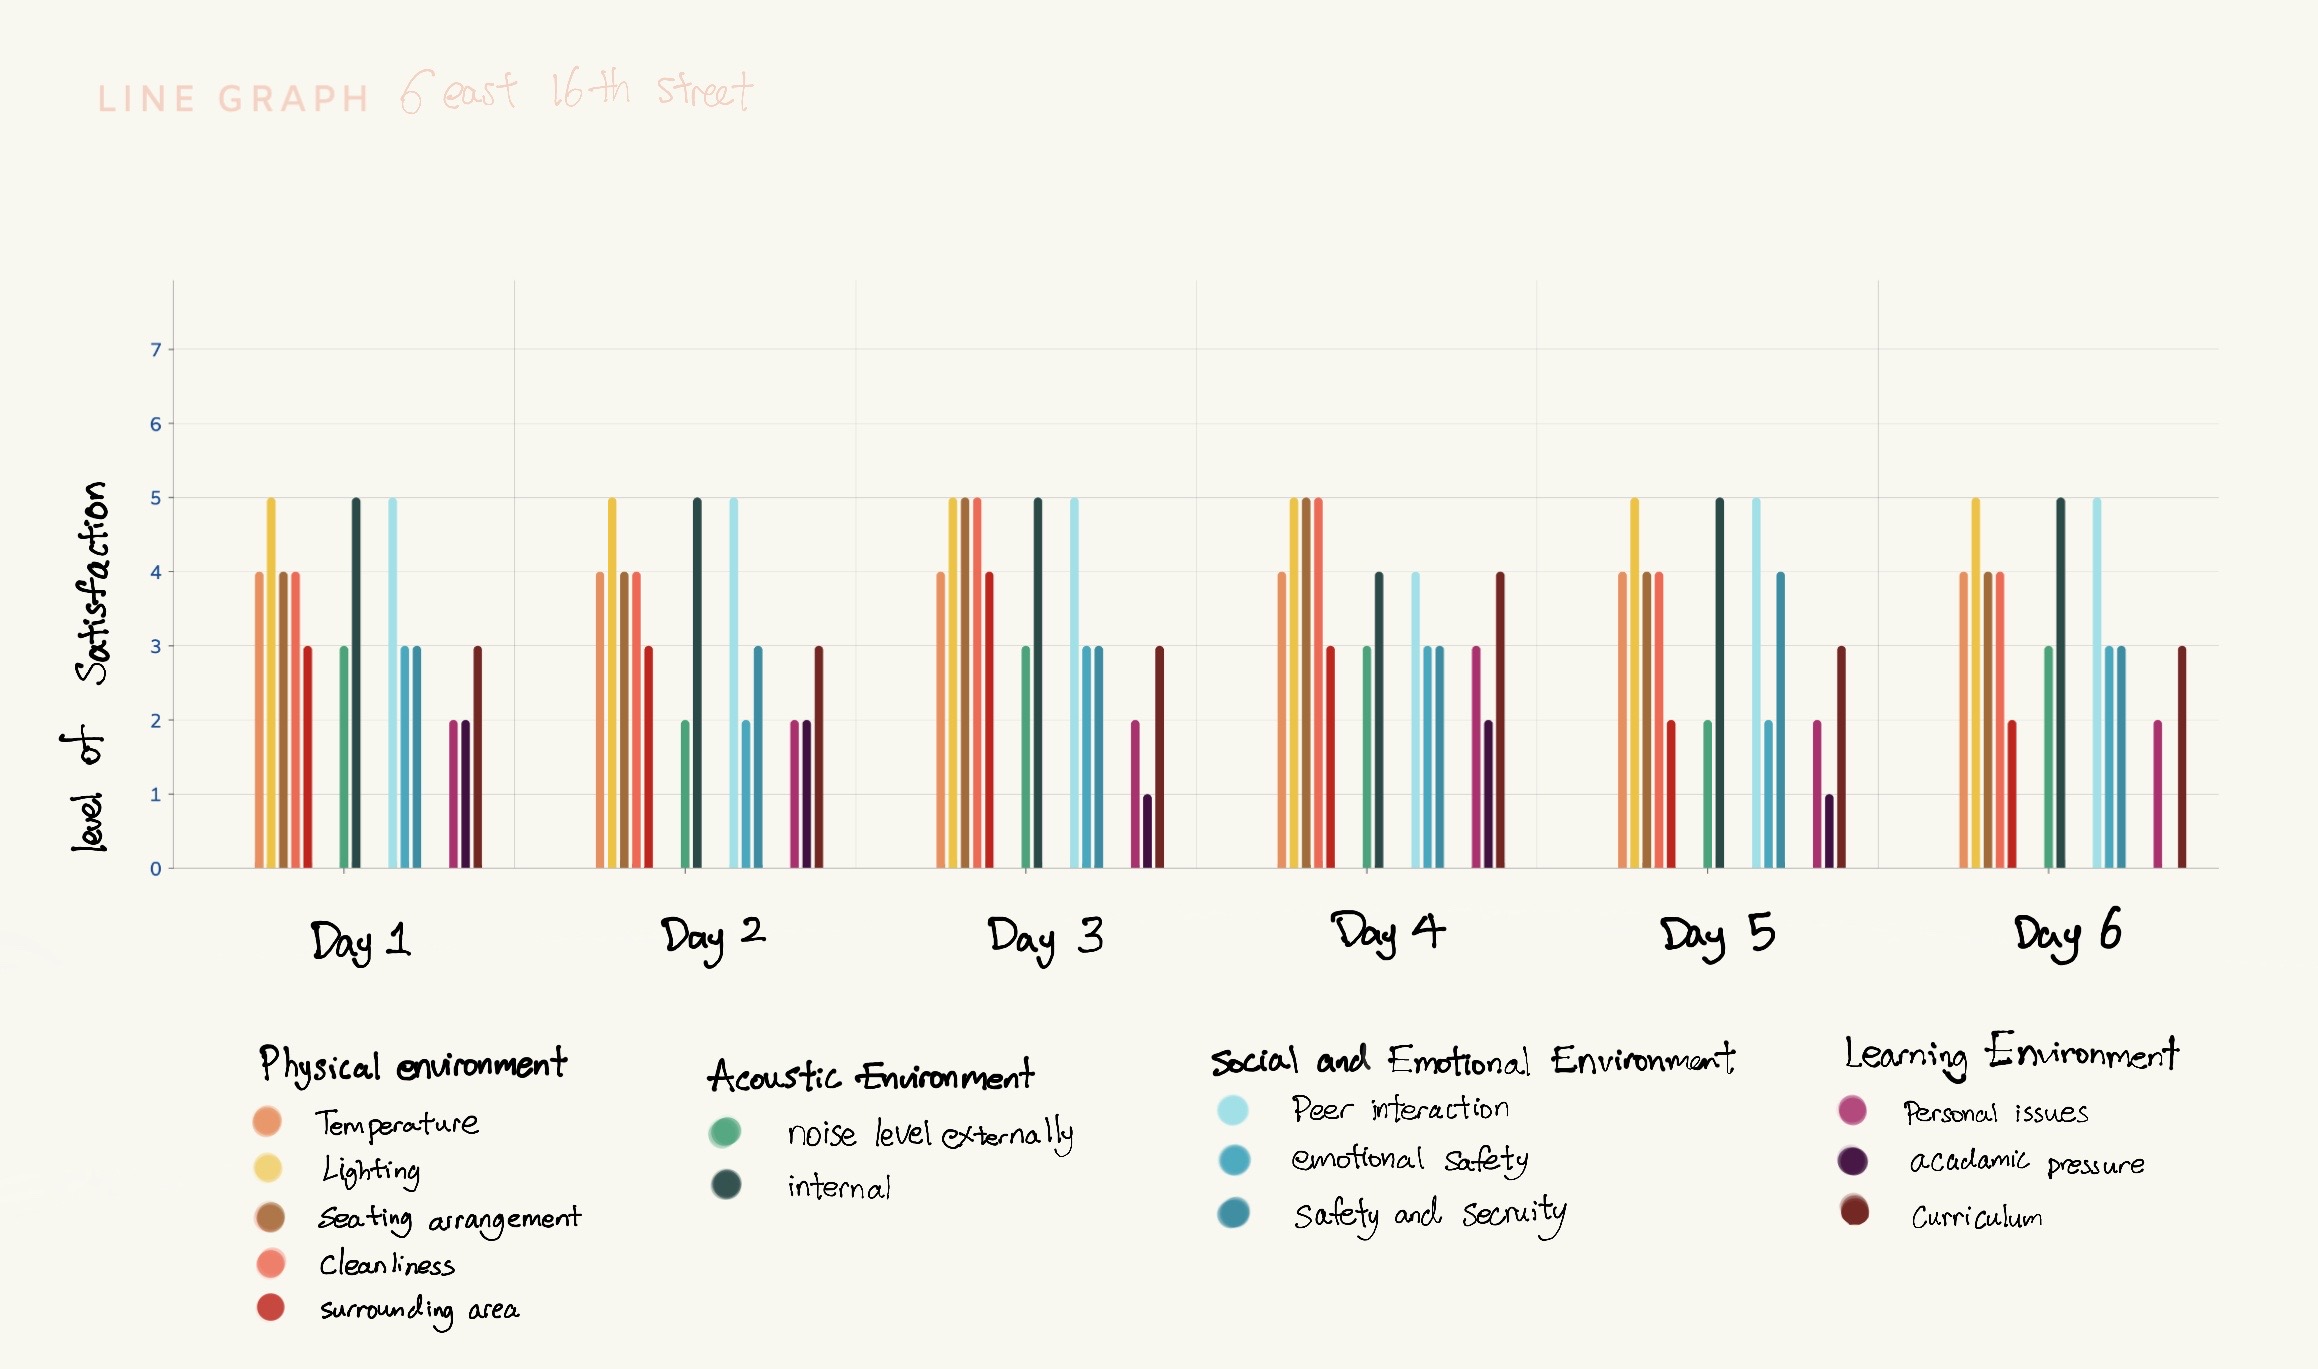 LINE GRAPH 6 east 16th street
level of Satisfaction
7
6
5
4
3
2
1
0
Day 1 Day 2 Day 3 Day 4 Day 5 Day 6
Physical environment
Temperature
Lighting
Seating arrangement
Cleanliness
surrounding area
Acoustic Environment
noise level externally
internal
Social and Emotional Environment
Peer interaction
emotional safety
Safety and secruity
Learning Environment
Personal issues
acadamic pressure
Curriculum